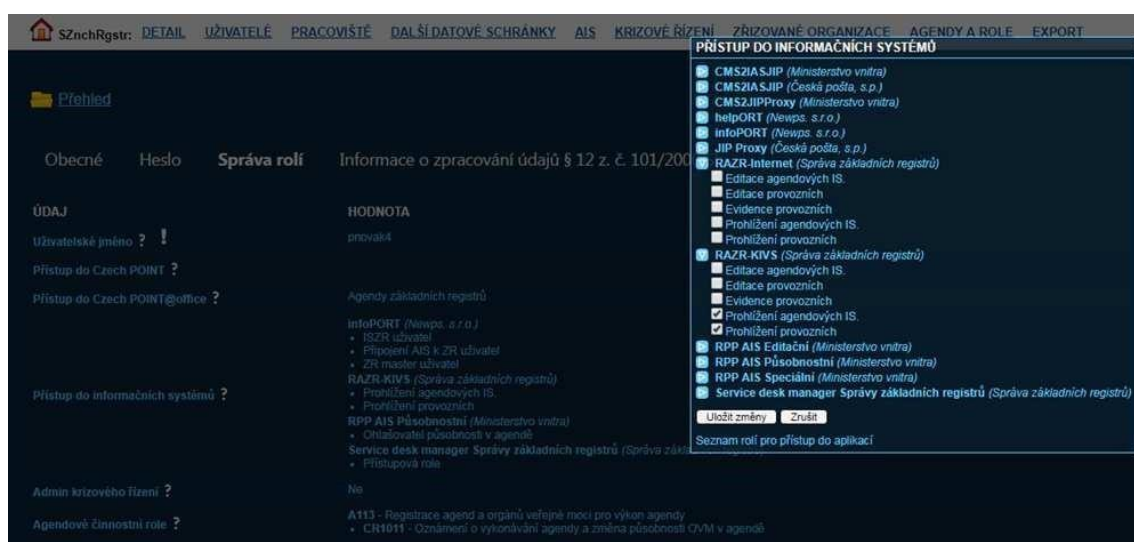 SZnchRgstr: DETAIL UŽIVATELÉ PRACOVIŠTĚ DALŠÍ DATOVÉ SCHRÁNKY AIS KRIZOVÉ ŘÍZENÍ ZŘIZOVANÉ ORGANIZACE AGENDY A ROLE EXPORT
Přehled
Obecné Heslo Správa rolí Informace o zpracování údajů § 12 z. č. 101/200
ÚDAJ HODNOTA
Uživatelské jméno ? ! pnovak4
Přístup do Czech POINT ?
Přístup do Czech POINT@office ? Agendy základních registrů
infoPORT (Newps. s.r.o.)
• ISZR uživatel
• Připojení AIS k ZR uživatel
• ZR master uživatel
RAZR-KIVS (Správa základních registrů)
Přístup do informačních systémů ?
• Prohlížení agendových IS.
• Prohlížení provozních
RPP AIS Působnostní (Ministerstvo vnitra)
• Ohlašovatel působnosti v agendě
Service desk manager Správy základních registrů (Správa
• Přístupová role
Admin krizového řízení ? No
Agendové činnostní role ?
A113 - Registrace agend a orgánů veřejné moci pro výkon agendy
• CR1011 - Oznámení o vykonávání agendy a změna působnosti OVM v agendě
PŘÍSTUP DO INFORMAČNÍCH SYSTÉMŮ
CMS2IASJIP (Ministerstvo vnitra)
CMS2IASJIP (Česká pošta, s.p.)
CMS2JIPProxy (Ministerstvo vnitra)
helpORT (Newps. s.r.o.)
infoPORT (Newps. s.r.o.)
JIP Proxy (Česká pošta, s.p.)
RAZR-Internet (Správa základních registrů)
Editace agendových IS.
Editace provozních
Evidence provozních
Prohlížení agendových IS.
Prohlížení provozních
RAZR-KIVS (Správa základních registrů)
Editace agendových IS.
Editace provozních
Evidence provozních
Prohlížení agendových IS.
Prohlížení provozních
RPP AIS Editační (Ministerstvo vnitra)
RPP AIS Působnostní (Ministerstvo vnitra)
RPP AIS Speciální (Ministerstvo vnitra)
Service desk manager Správy základních registrů (Správa základních registrů)
Uložit změny Zrušit
Seznam rolí pro přístup do aplikací